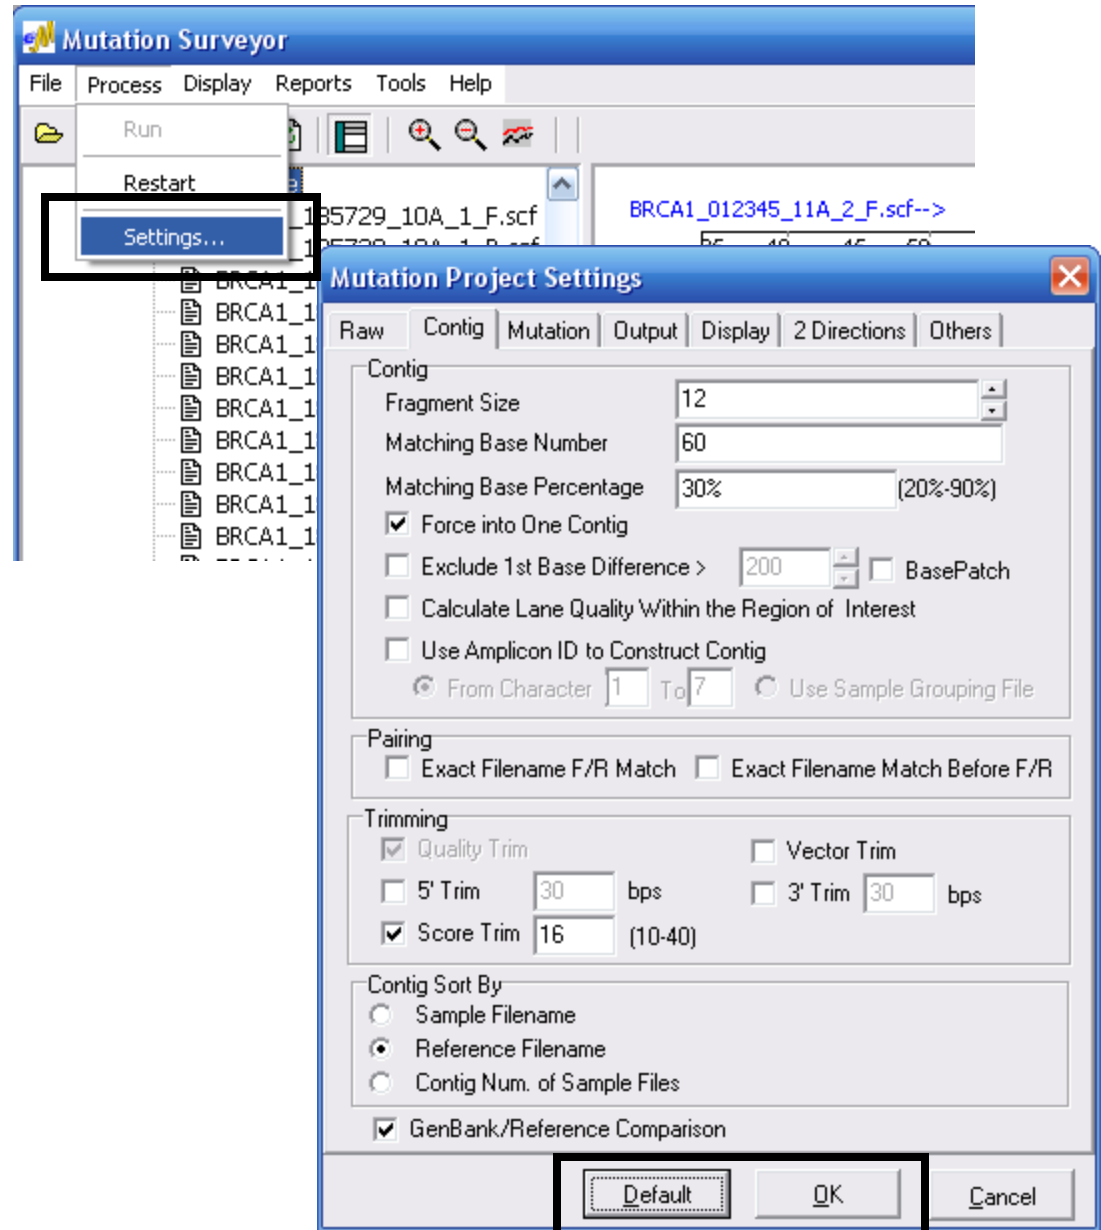 Mutation Surveyor
File Process Display Reports Tools Help
Run
Restart
Settings...
185729_10A_1_F.scf
BRCA1_012345_11A_2_F.scf-->
BRCA1_1
BRCA1_1
BRCA1_1
BRCA1_1
BRCA1_1
BRCA1_1
BRCA1_1
BRCA1_1
BRCA1_1
Mutation Project Settings
Raw Contig Mutation Output Display 2 Directions Others
Contig
Fragment Size 12
Matching Base Number 60
Matching Base Percentage 30% (20%-90%)
Force into One Contig
Exclude 1st Base Difference > 200 BasePatch
Calculate Lane Quality Within the Region of Interest
Use Amplicon ID to Construct Contig
From Character 1 To 7 Use Sample Grouping File
Pairing
Exact Filename F/R Match Exact Filename Match Before F/R
Trimming
Quality Trim Vector Trim
5' Trim 30 bps 3' Trim 30 bps
Score Trim 16 (10-40)
Contig Sort By
Sample Filename
Reference Filename
Contig Num. of Sample Files
GenBank/Reference Comparison
Default OK Cancel